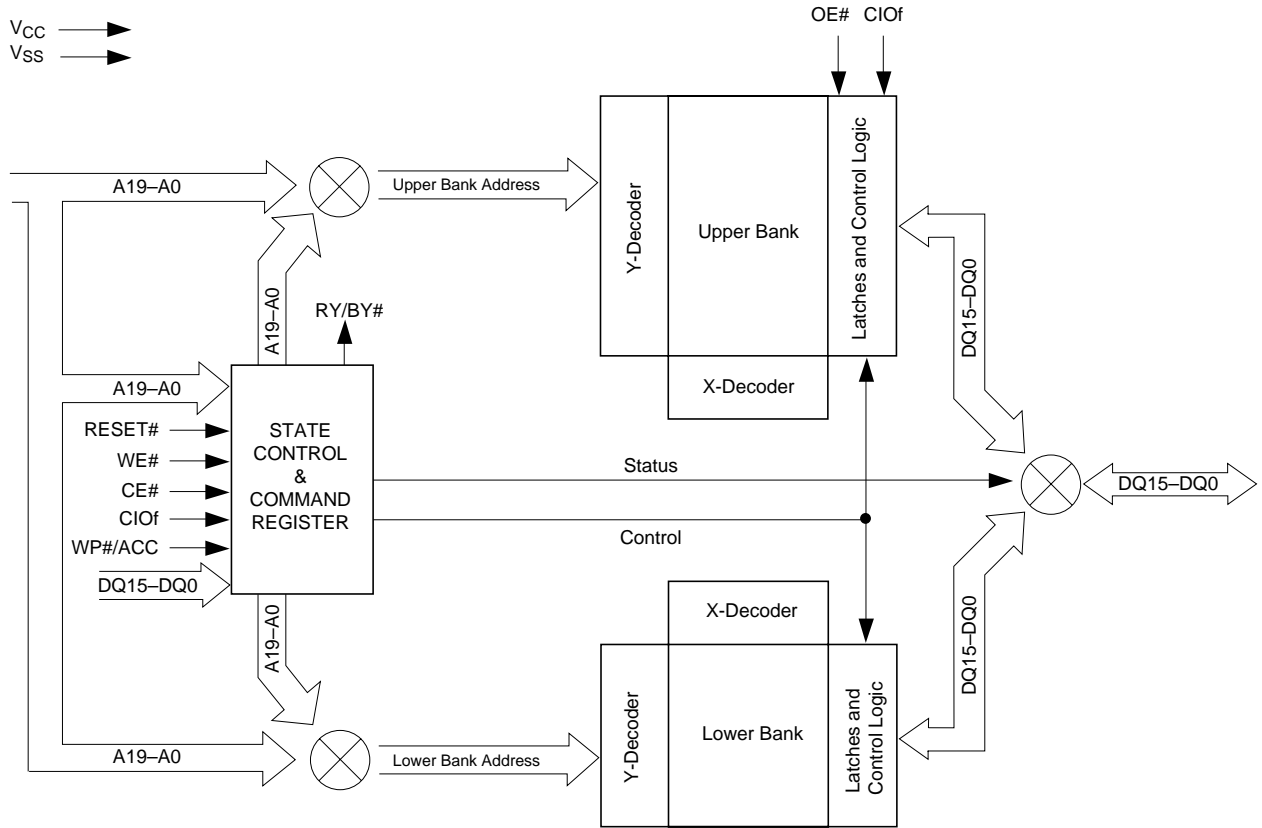 VCC
VSS
OE# CIOf
A19–A0
Upper Bank Address
Y-Decoder
Upper Bank
Latches and Control Logic
X-Decoder
A19–A0
RY/BY#
DQ15–DQ0
A19–A0
RESET#
WE#
CE#
CIOf
WP#/ACC
DQ15–DQ0
STATE
CONTROL
&
COMMAND
REGISTER
Status
Control
DQ15–DQ0
A19–A0
X-Decoder
DQ15–DQ0
A19–A0
Lower Bank Address
Y-Decoder
Lower Bank
Latches and
Control Logic